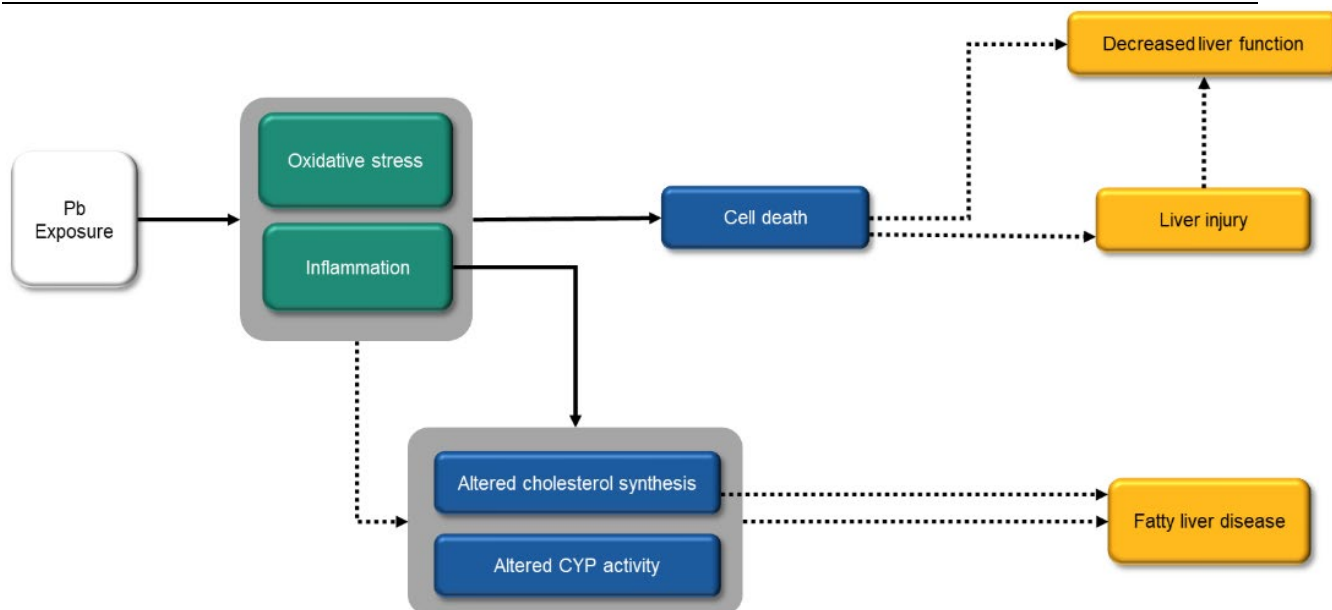 Pb
Exposure
Oxidative stress
Inflammation
Cell death
Decreased liver function
Liver injury
Altered cholesterol synthesis
Altered CYP activity
Fatty liver disease